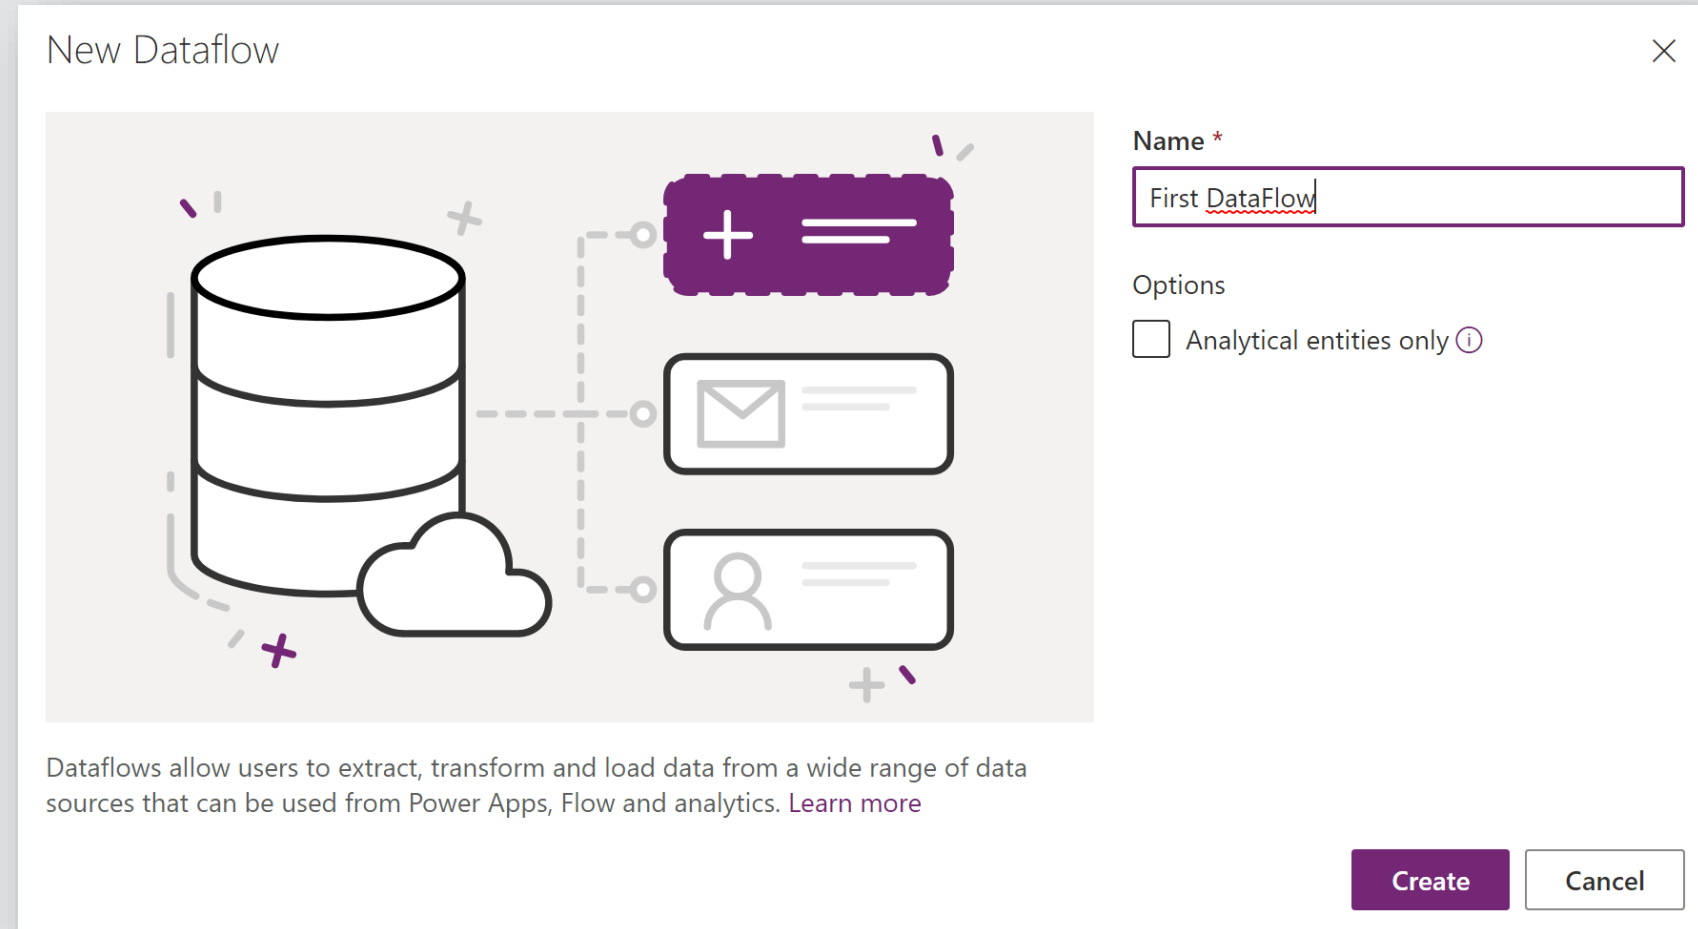 New Dataflow
Name *
First DataFlow
Options
Analytical entities only
Dataflows allow users to extract, transform and load data from a wide range of data
sources that can be used from Power Apps, Flow and analytics. Learn more
Create
Cancel